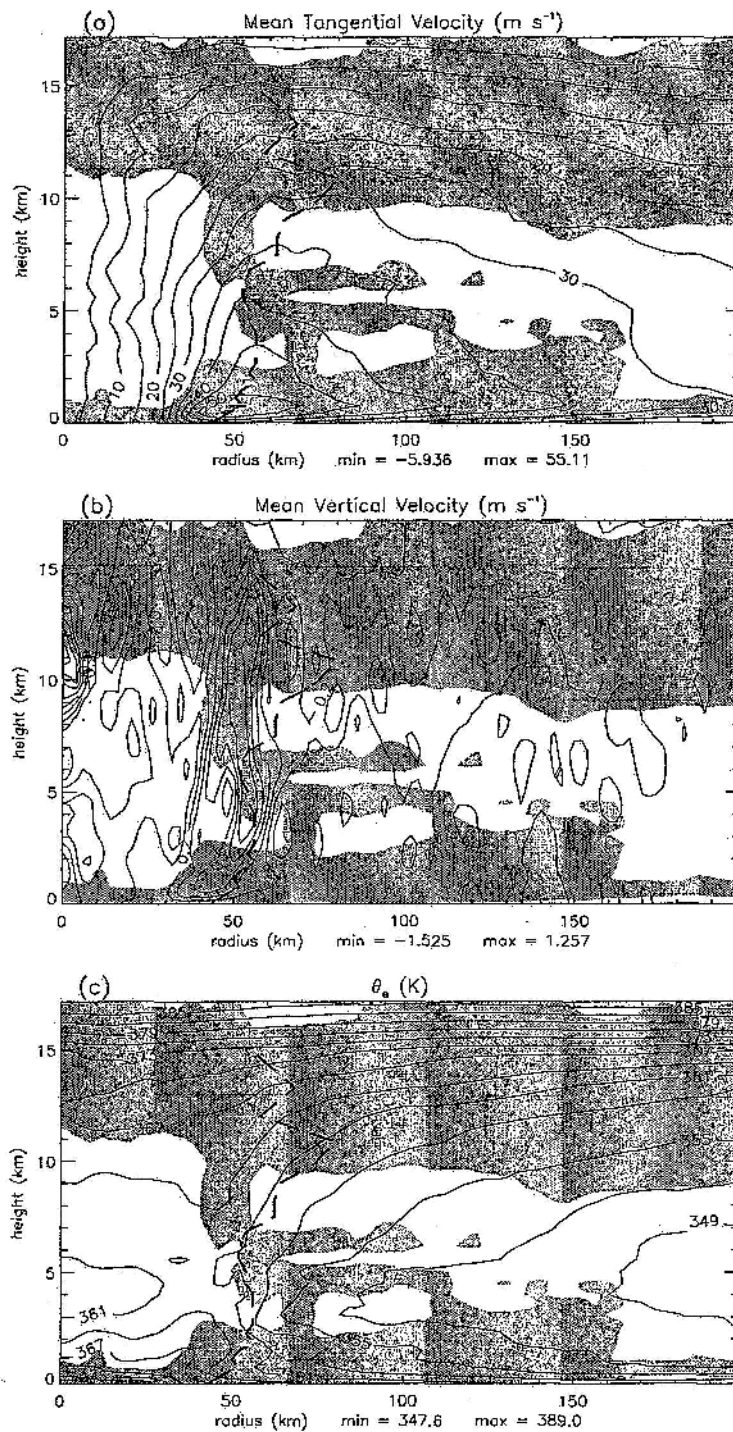 (a) Mean Tangential Velocity (m s⁻¹)
15
10
5
0
height (km)
10
20
30
30
0 50 100 150
radius (km) min = -5.936 max = 55.11
(b) Mean Vertical Velocity (m s⁻¹)
15
10
5
0
height (km)
0 50 100 150
radius (km) min = -1.525 max = 1.257
(c) θₑ (K)
15
10
5
0
height (km)
349
361
367
0 50 100 150
radius (km) min = 347.6 max = 389.0